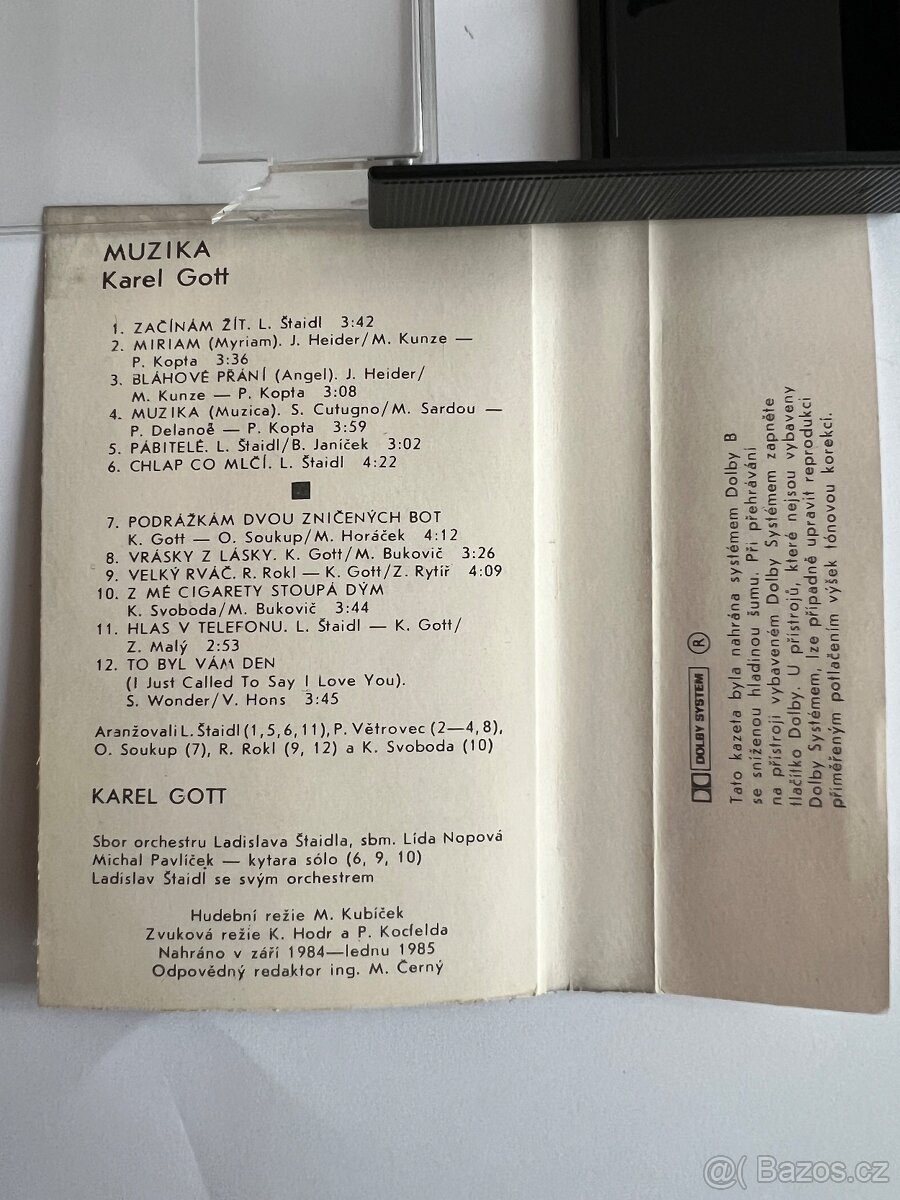 MUZIKA
Karel Gott
1. ZAČÍNÁM ŽÍT. L. Štaidl 3:42
2. MIRIAM (Myriam). J. Heider/M. Kunze —
P. Kopta 3:36
3. BLÁHOVÉ PŘÁNÍ (Angel). J. Heider/
M. Kunze — P. Kopta 3:08
4. MUZIKA (Muzica). S. Cutugno/M. Sardou —
P. Delanoë — P. Kopta 3:59
5. PÁBITELÉ. L. Štaidl/B. Janíček 3:02
6. CHLAP CO MLČÍ. L. Štaidl 4:22
7. PODRÁŽKÁM DVOU ZNIČENÝCH BOT
K. Gott — O. Soukup/M. Horáček 4:12
8. VRÁSKY Z LÁSKY. K. Gott/M. Bukovič 3:26
9. VELKÝ RVÁČ. R. Rokl — K. Gott/Z. Rytíř 4:09
10. Z MÉ CIGARETY STOUPÁ DÝM
K. Svoboda/M. Bukovič 3:44
11. HLAS V TELEFONU. L. Štaidl — K. Gott/
Z. Malý 2:53
12. TO BYL VÁM DEN
(I Just Called To Say I Love You).
S. Wonder/V. Hons 3:45
Aranžovali L. Štaidl (1, 5, 6, 11), P. Větrovec (2—4, 8),
O. Soukup (7), R. Rokl (9, 12) a K. Svoboda (10)
KAREL GOTT
Sbor orchestru Ladislava Štaidla, sbm. Lída Nopová
Michal Pavlíček — kytara sólo (6, 9, 10)
Ladislav Štaidl se svým orchestrem
Hudební režie M. Kubíček
Zvuková režie K. Hodr a P. Kocfelda
Nahráno v září 1984—lednu 1985
Odpovědný redaktor ing. M. Černý
DOLBY SYSTEM ®
Tato kazeta byla nahrána systémem Dolby B
se sníženou hladinou šumu. Při přehrávání
na přístroji vybaveném Dolby Systémem zapněte
tlačítko Dolby. U přístrojů, které nejsou vybaveny
Dolby Systémem, lze případně upravit reprodukci
přiměřeným potlačením výšek tónovou korekcí.
@( Bazos.cz